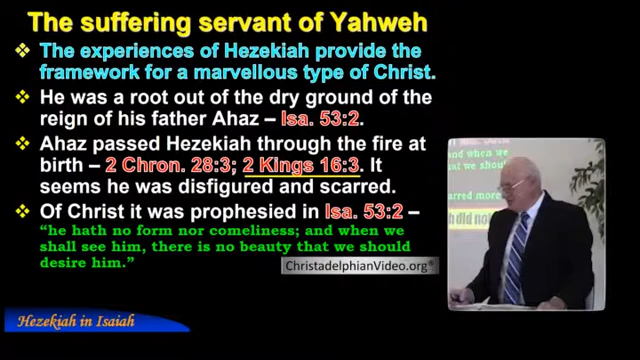 The suffering servant of Yahweh
❖ The experiences of Hezekiah provide the
framework for a marvellous type of Christ.
❖ He was a root out of the dry ground of the
reign of his father Ahaz – Isa. 53:2.
❖ Ahaz passed Hezekiah through the fire at
birth – 2 Chron. 28:3; 2 Kings 16:3. It
seems he was disfigured and scarred.
❖ Of Christ it was prophesied in Isa. 53:2 –
“he hath no form nor comeliness; and when we
shall see him, there is no beauty that we should
desire him.”
ChristadelphianVideo.org®
Hezekiah in Isaiah
and when we